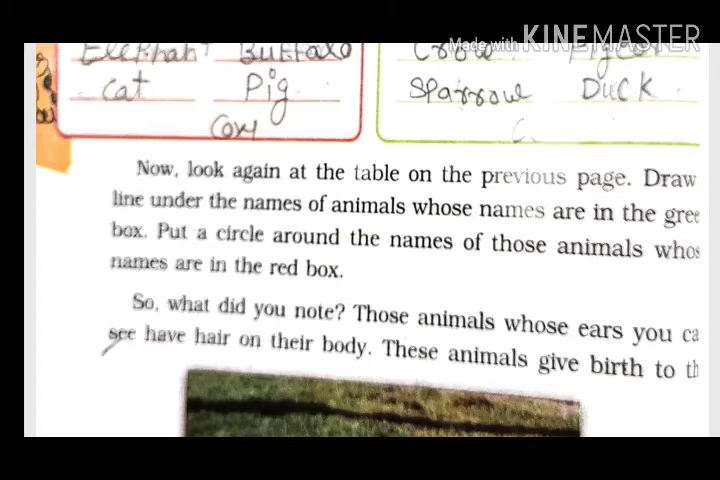 Made with KINEMASTER
Elephant Buffalo Crow Pigeon
Cat Pig Sparrow Duck
Cow
Now, look again at the table on the previous page. Draw
line under the names of animals whose names are in the gree
box. Put a circle around the names of those animals whos
names are in the red box.
So, what did you note? Those animals whose ears you ca
see have hair on their body. These animals give birth to th